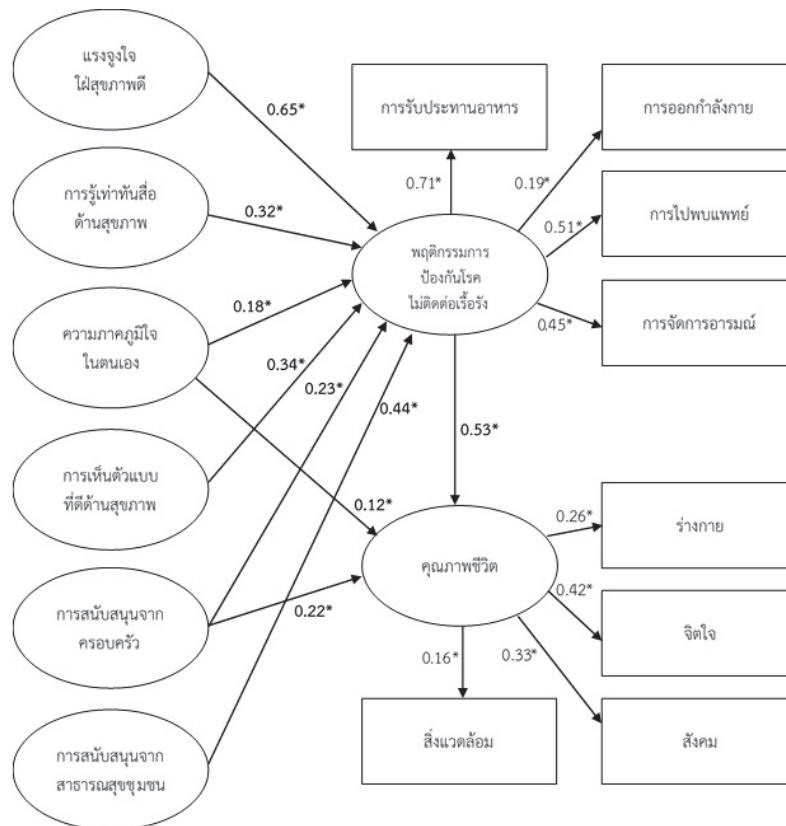 แรงจูงใจ
ใฝ่สุขภาพดี
0.65*
การรับประทานอาหาร
การออกกำลังกาย
0.71*
0.19*
การรู้เท่าทันสื่อ
ด้านสุขภาพ
0.32*
0.51*
การไปพบแพทย์
พฤติกรรมการ
ป้องกันโรค
ไม่ติดต่อเรื้อรัง
ความภาคภูมิใจ
ในตนเอง
0.18*
0.45*
การจัดการอารมณ์
0.34*
0.23*
0.44*
0.53*
การเห็นตัวแบบ
ที่ดีด้านสุขภาพ
0.12*
0.26*
ร่างกาย
คุณภาพชีวิต
0.42*
จิตใจ
การสนับสนุนจาก
ครอบครัว
0.22*
0.16*
0.33*
สิ่งแวดล้อม
สังคม
การสนับสนุนจาก
สาธารณสุขชุมชน